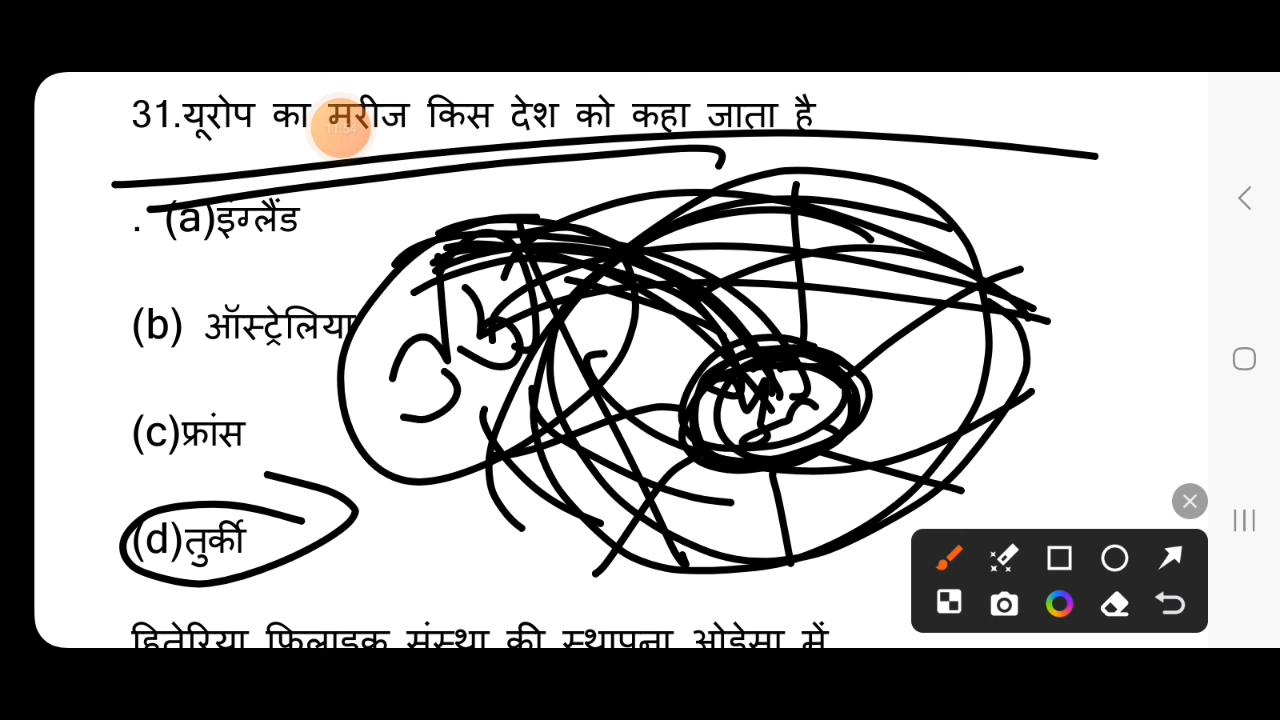 31.यूरोप का मरीज किस देश को कहा जाता है
. (a)इंग्लैंड
(b) ऑस्ट्रेलिया
(c)फ्रांस
(d)तुर्की
हितेरिया फिलाइक संस्था की स्थापना ओडेसा में